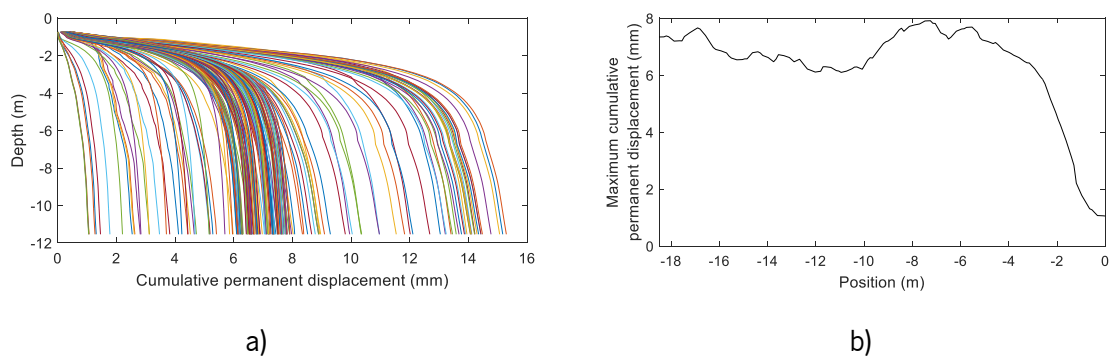 0
-2
-4
-6
-8
-10
-12
Depth (m)
0 2 4 6 8 10 12 14 16
Cumulative permanent displacement (mm)
a)
8
6
4
2
0
Maximum cumulative
permanent displacement (mm)
-18 -16 -14 -12 -10 -8 -6 -4 -2 0
Position (m)
b)